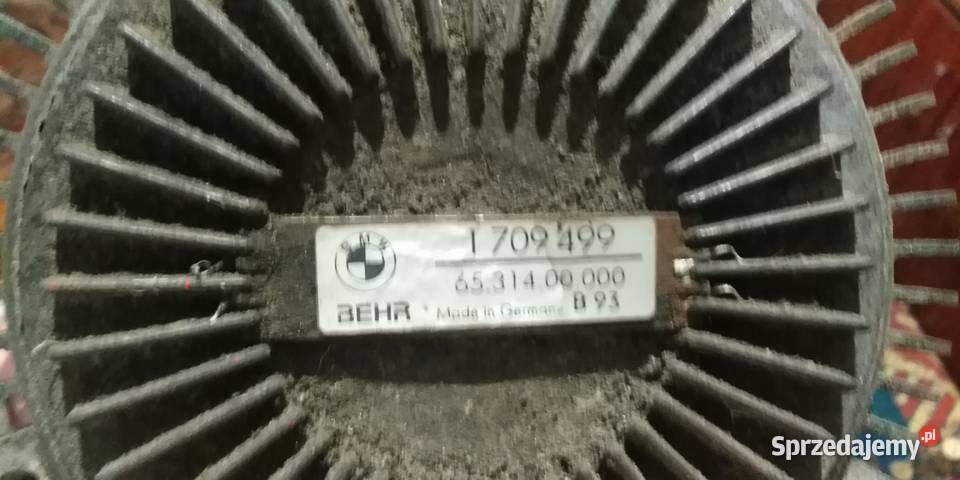 BMW
1 709 499
65.314 00 000
B 93
BEHR * Made in Germany
Sprzedajemy.pl